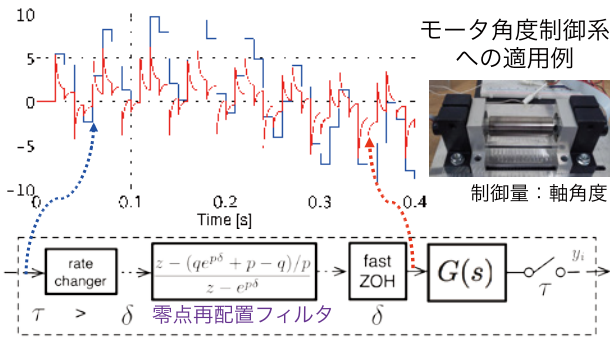 モータ角度制御系
への適用例
10
5
0
-5
-10
0
0.1
0.2
0.3
0.4
Time [s]
制御量：軸角度
rate
changer
z − (qe^{pδ} + p − q)/p
z − e^{pδ}
fast
ZOH
G(s)
y_i
τ
τ > δ
零点再配置フィルタ
δ